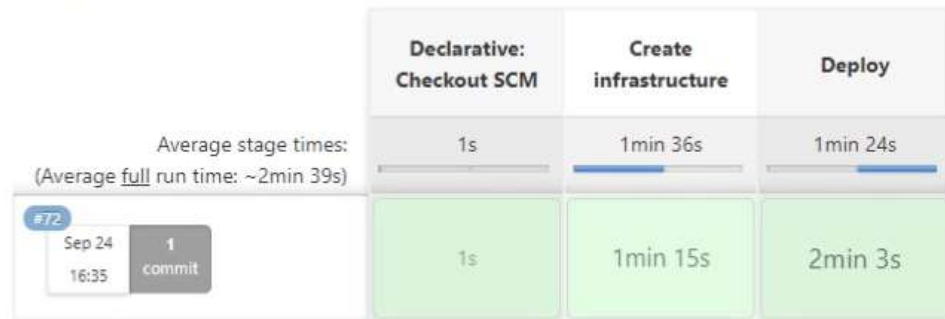 Declarative:
Checkout SCM
Create
infrastructure
Deploy
Average stage times:
1s
1min 36s
1min 24s
(Average full run time: ~2min 39s)
#72
Sep 24
16:35
1
commit
1s
1min 15s
2min 3s